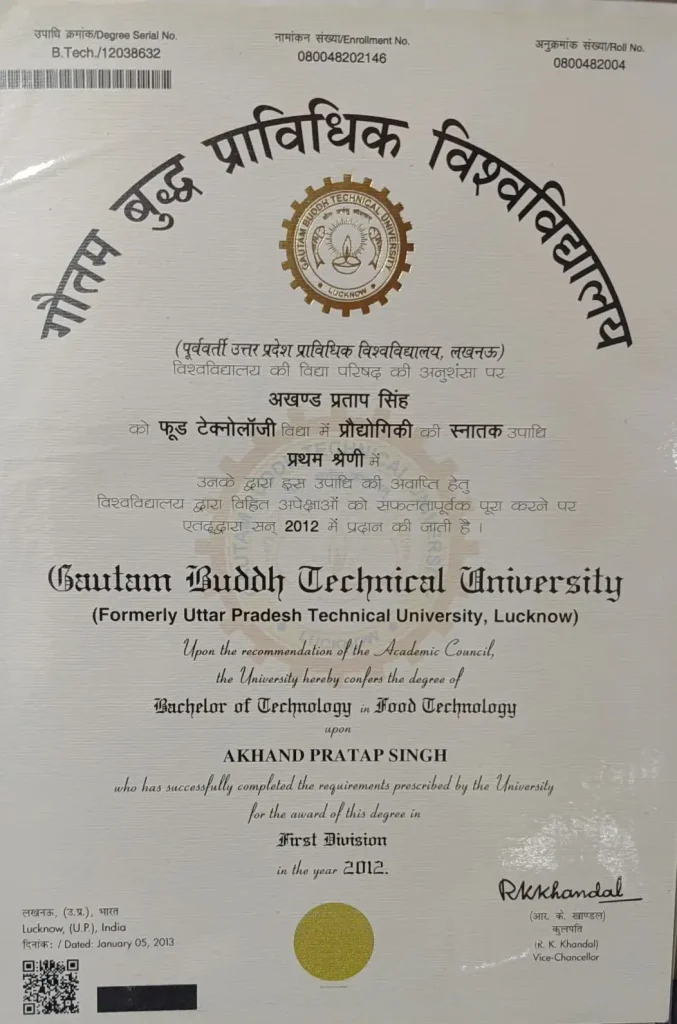 उपाधि क्रमांक/Degree Serial No.
B.Tech./12038632
नामांकन संख्या/Enrollment No.
080048202146
अनुक्रमांक संख्या/Roll No.
0800482004
गौतम बुद्ध प्राविधिक विश्वविद्यालय
GAUTAM BUDDH TECHNICAL UNIVERSITY
LUCKNOW
(पूर्ववर्ती उत्तर प्रदेश प्राविधिक विश्वविद्यालय, लखनऊ)
विश्वविद्यालय की विद्या परिषद की अनुशंसा पर
अखण्ड प्रताप सिंह
को फूड टेक्नोलॉजी विद्या में प्रौद्योगिकी की स्नातक उपाधि
प्रथम श्रेणी में
उनके द्वारा इस उपाधि की अवाप्ति हेतु
विश्वविद्यालय द्वारा विहित अपेक्षाओं को सफलतापूर्वक पूरा करने पर
एतद्द्वारा सन् 2012 में प्रदान की जाती है ।
Gautam Buddh Technical University
(Formerly Uttar Pradesh Technical University, Lucknow)
Upon the recommendation of the Academic Council,
the University hereby confers the degree of
Bachelor of Technology in Food Technology
upon
AKHAND PRATAP SINGH
who has successfully completed the requirements prescribed by the University
for the award of this degree in
First Division
in the year 2012.
RKKhandal
(आर. के. खाण्डल)
कुलपति
(R. K. Khandal)
Vice-Chancellor
लखनऊ, (उ.प्र.), भारत
Lucknow, (U.P.), India
दिनांक: / Dated: January 05, 2013